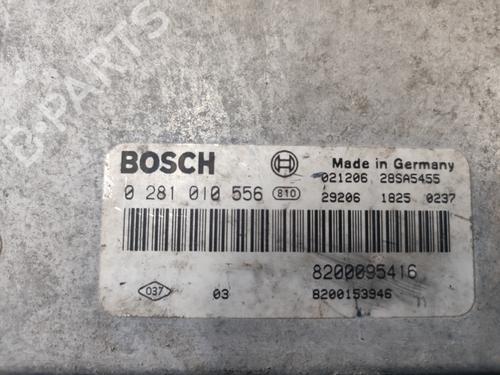 B-PARTS
BOSCH
Made in Germany
0 281 010 556 810
021206 28SA5455
29206 1825 0237
8200095416
037 03 8200153946